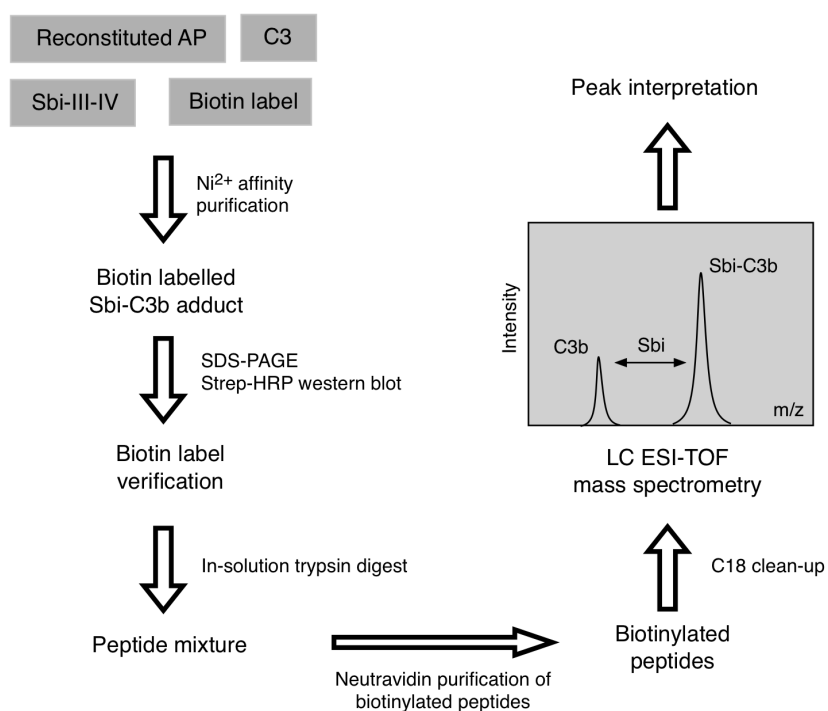 Reconstituted AP
C3
Sbi-III-IV
Biotin label
Ni2+ affinity
purification
Biotin labelled
Sbi-C3b adduct
SDS-PAGE
Strep-HRP western blot
Biotin label
verification
In-solution trypsin digest
Peptide mixture
Neutravidin purification of
biotinylated peptides
Biotinylated
peptides
C18 clean-up
LC ESI-TOF
mass spectrometry
Intensity
C3b
Sbi
Sbi-C3b
m/z
Peak interpretation